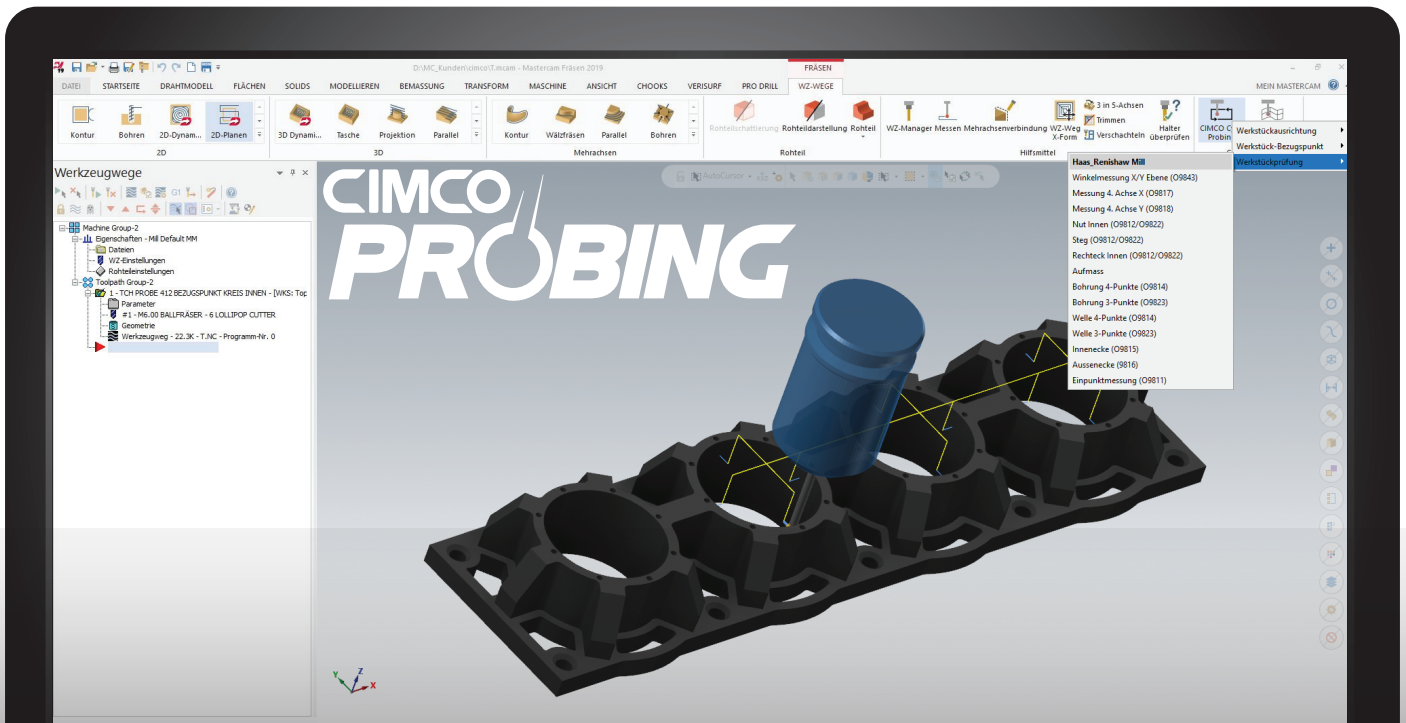 D:\MC_Kunden\cimco\T.mcam - Mastercam Fräsen 2019
FRÄSEN
DATEI STARTSEITE DRAHTMODELL FLÄCHEN SOLIDS MODELLIEREN BEMASSUNG TRANSFORM MASCHINE ANSICHT CHOOKS VERISURF PRO DRILL WZ-WEGE MEIN MASTERCAM
Kontur Bohren 2D-Dynam... 2D-Planen 3D Dynami... Tasche Projektion Parallel Kontur Wälzfräsen Parallel Bohren Rohteilschattierung Rohteildarstellung Rohteil WZ-Manager Messen Mehrachsenverbindung WZ-Weg X-Form
3 in 5-Achsen
Trimmen
Verschachteln
Halter überprüfen
CIMCO C
Probin
2D 3D Mehrachsen Rohteil Hilfsmittel
Werkstückausrichtung
Werkstück-Bezugspunkt
Werkstückprüfung
Haas_Renishaw Mill
Winkelmessung X/Y Ebene (O9843)
Messung 4. Achse X (O9817)
Messung 4. Achse Y (O9818)
Nut Innen (O9812/O9822)
Steg (O9812/O9822)
Rechteck Innen (O9812/O9822)
Aufmass
Bohrung 4-Punkte (O9814)
Bohrung 3-Punkte (O9823)
Welle 4-Punkte (O9814)
Welle 3-Punkte (O9823)
Innenecke (O9815)
Aussenecke (9816)
Einpunktmessung (O9811)
Werkzeugwege
G1
Machine Group-2
Eigenschaften - Mill Default MM
Dateien
WZ-Einstellungen
Rohteileinstellungen
Toolpath Group-2
1 - TCH PROBE 412 BEZUGSPUNKT KREIS INNEN - [WKS: Top
Parameter
#1 - M6.00 BALLFRÄSER - 6 LOLLIPOP CUTTER
Geometrie
Werkzeugweg - 22.3K - T.NC - Programm-Nr. 0
AutoCursor
CIMCO
PROBING
Z
Y
X